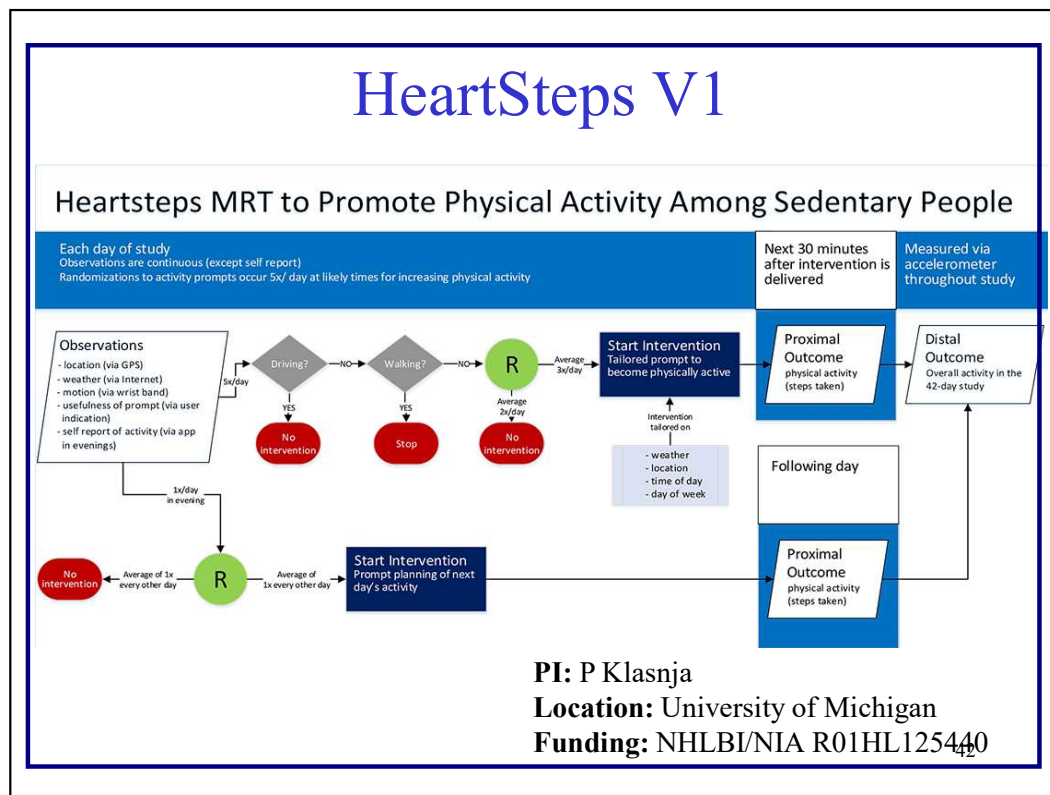 HeartSteps V1
Heartsteps MRT to Promote Physical Activity Among Sedentary People
Each day of study
Observations are continuous (except self report)
Randomizations to activity prompts occur 5x/ day at likely times for increasing physical activity
Next 30 minutes
after intervention is
delivered
Measured via
accelerometer
throughout study
Observations
- location (via GPS)
- weather (via Internet)
- motion (via wrist band)
- usefulness of prompt (via user
indication)
- self report of activity (via app
in evenings)
5x/day
Driving?
NO
Walking?
NO
R
Average
3x/day
Start Intervention
Tailored prompt to
become physically active
Proximal
Outcome
physical activity
(steps taken)
Distal
Outcome
Overall activity in the
42-day study
YES
No
intervention
YES
Stop
Average
2x/day
No
intervention
Intervention
tailored on
- weather
- location
- time of day
- day of week
Following day
1x/day
in evening
No
intervention
Average of 1x
every other day
R
Average of
1x every other day
Start Intervention
Prompt planning of next
day's activity
Proximal
Outcome
physical activity
(steps taken)
PI: P Klasnja
Location: University of Michigan
Funding: NHLBI/NIA R01HL125440
42